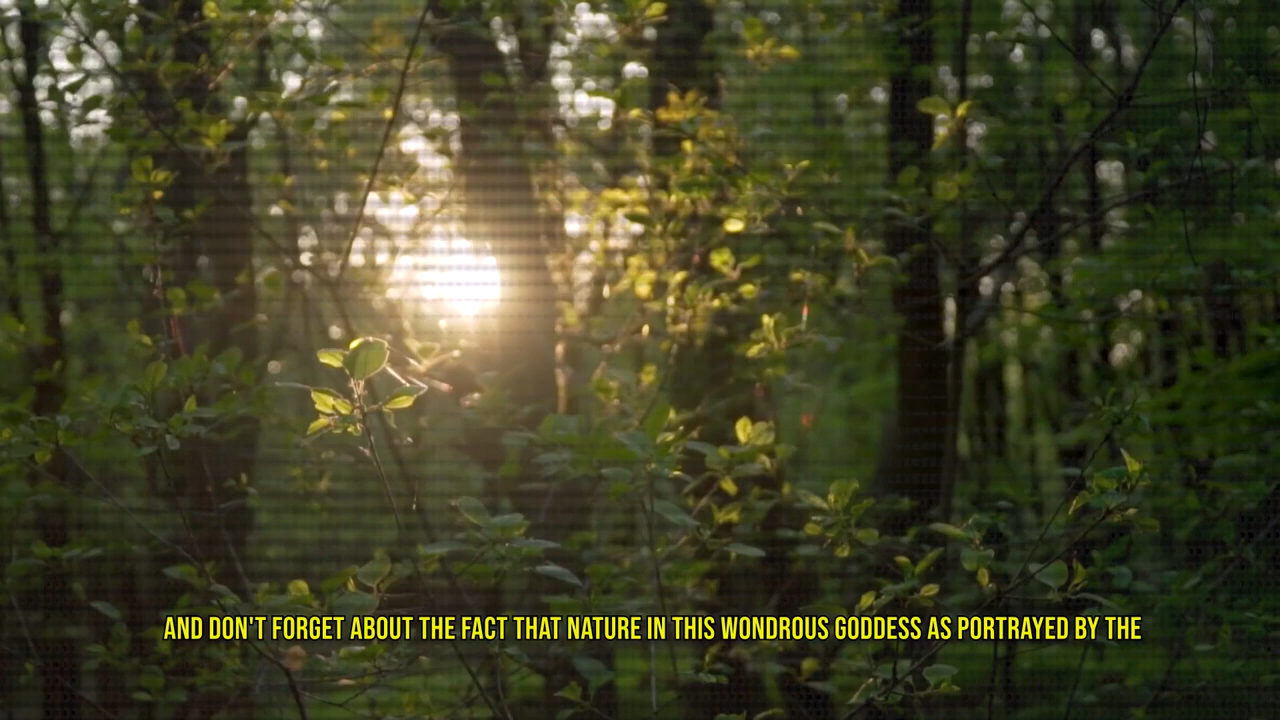 AND DON'T FORGET ABOUT THE FACT THAT NATURE IN THIS WONDROUS GODDESS AS PORTRAYED BY THE